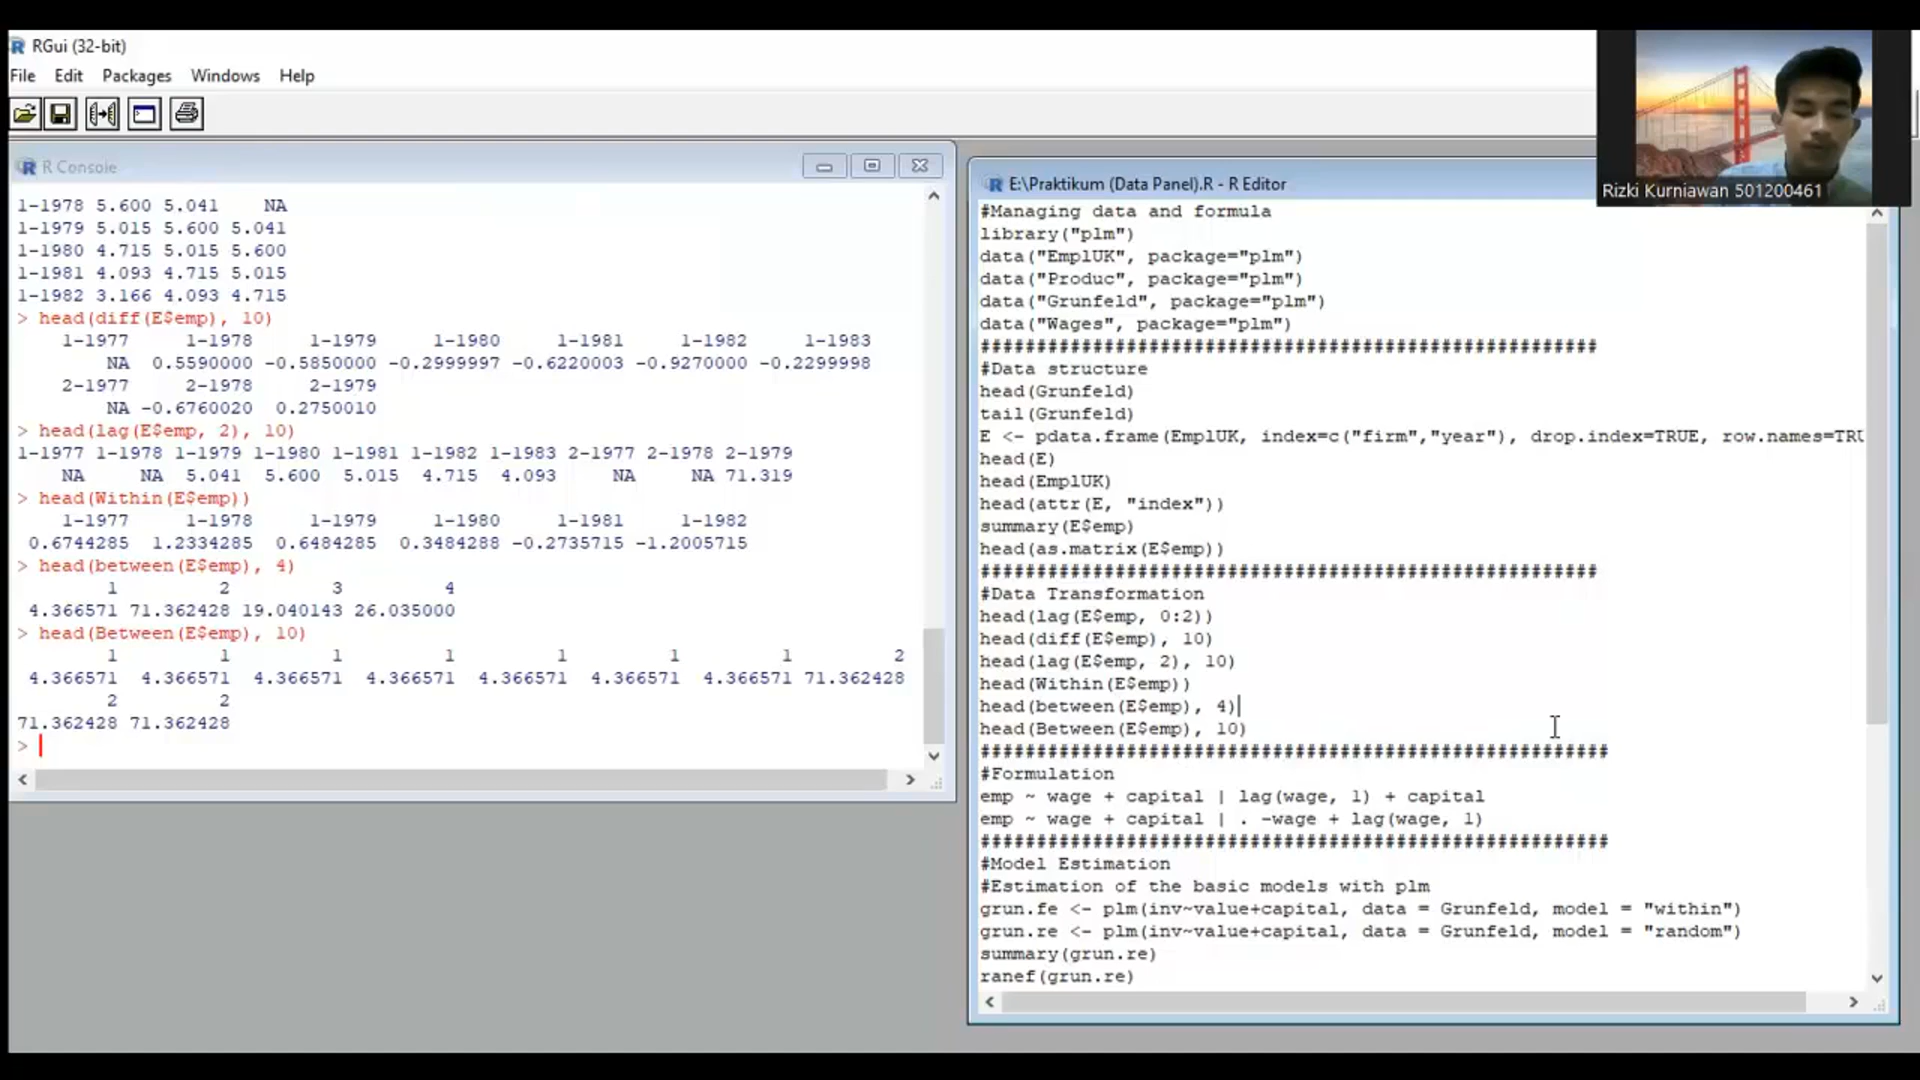 RGui (32-bit)
File Edit Packages Windows Help
R Console
1-1978 5.600 5.041    NA
1-1979 5.015 5.600 5.041
1-1980 4.715 5.015 5.600
1-1981 4.093 4.715 5.015
1-1982 3.166 4.093 4.715
> head(diff(E$emp), 10)
1-1977 1-1978 1-1979 1-1980 1-1981 1-1982 1-1983
NA 0.5590000 -0.5850000 -0.2999997 -0.6220003 -0.9270000 -0.2299998
2-1977 2-1978 2-1979
NA -0.6760020 0.2750010
> head(lag(E$emp, 2), 10)
1-1977 1-1978 1-1979 1-1980 1-1981 1-1982 1-1983 2-1977 2-1978 2-1979
NA NA 5.041 5.600 5.015 4.715 4.093 NA NA 71.319
> head(Within(E$emp))
1-1977 1-1978 1-1979 1-1980 1-1981 1-1982
0.6744285 1.2334285 0.6484285 0.3484288 -0.2735715 -1.2005715
> head(between(E$emp), 4)
1 2 3 4
4.366571 71.362428 19.040143 26.035000
> head(Between(E$emp), 10)
1 1 1 1 1 1 1 2
4.366571 4.366571 4.366571 4.366571 4.366571 4.366571 4.366571 71.362428
2 2
71.362428 71.362428
>
E:\Praktikum (Data Panel).R - R Editor
#Managing data and formula
library("plm")
data("EmplUK", package="plm")
data("Produc", package="plm")
data("Grunfeld", package="plm")
data("Wages", package="plm")
#######################################################
#Data structure
head(Grunfeld)
tail(Grunfeld)
E <- pdata.frame(EmplUK, index=c("firm","year"), drop.index=TRUE, row.names=TRU
head(E)
head(EmplUK)
head(attr(E, "index"))
summary(E$emp)
head(as.matrix(E$emp))
#######################################################
#Data Transformation
head(lag(E$emp, 0:2))
head(diff(E$emp), 10)
head(lag(E$emp, 2), 10)
head(Within(E$emp))
head(between(E$emp), 4)
head(Between(E$emp), 10)
########################################################
#Formulation
emp ~ wage + capital | lag(wage, 1) + capital
emp ~ wage + capital | . -wage + lag(wage, 1)
########################################################
#Model Estimation
#Estimation of the basic models with plm
grun.fe <- plm(inv~value+capital, data = Grunfeld, model = "within")
grun.re <- plm(inv~value+capital, data = Grunfeld, model = "random")
summary(grun.re)
ranef(grun.re)
Rizki Kurniawan 501200461